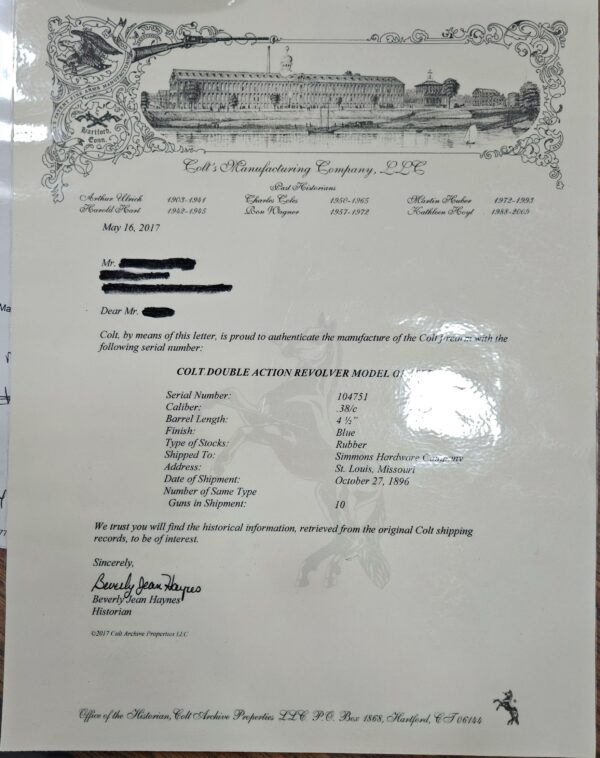 Hartford,
Conn.
Colt's Manufacturing Company, LLC
Past Historians
Arthur Ulrich 1903-1941 Charles Coles 1950-1965 Martin Huber 1972-1993
Harold Hart 1942-1945 Ron Wagner 1957-1972 Kathleen Hoyt 1988-2005
May 16, 2017
Mr.
Dear Mr.
Colt, by means of this letter, is proud to authenticate the manufacture of the Colt firearm with the
following serial number:
COLT DOUBLE ACTION REVOLVER MODEL
Serial Number: 104751
Caliber: .38/c
Barrel Length: 4 ½"
Finish: Blue
Type of Stocks: Rubber
Shipped To: Simmons Hardware Company
Address: St. Louis, Missouri
Date of Shipment: October 27, 1896
Number of Same Type
Guns in Shipment: 10
We trust you will find the historical information, retrieved from the original Colt shipping
records, to be of interest.
Sincerely,
Beverly Jean Haynes
Beverly Jean Haynes
Historian
©2017 Colt Archive Properties LLC
Office of the Historian, Colt Archive Properties LLC P.O. Box 1868, Hartford, CT 06144